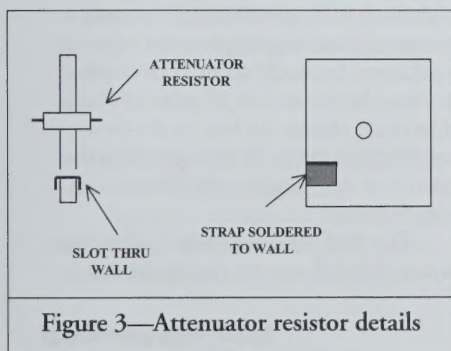 ATTENUATOR
RESISTOR
SLOT THRU
WALL
STRAP SOLDERED
TO WALL
Figure 3—Attenuator resistor details